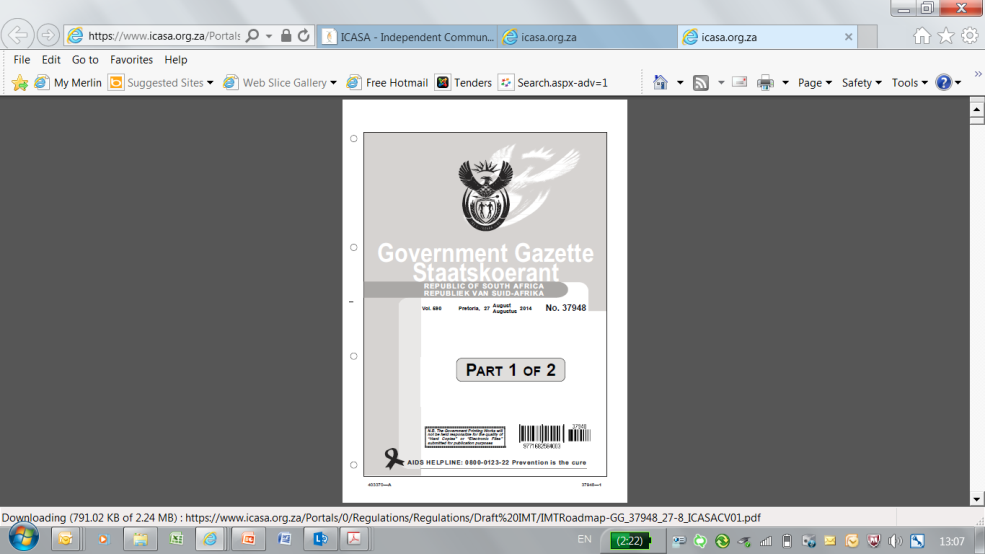 https://www.icasa.org.za/Portals
ICASA - Independent Commun...
icasa.org.za
icasa.org.za
File Edit Go to Favorites Help
My Merlin Suggested Sites Web Slice Gallery Free Hotmail Tenders Search.aspx-adv=1 Page Safety Tools
Government Gazette
Staatskoerant
REPUBLIC OF SOUTH AFRICA
REPUBLIEK VAN SUID-AFRIKA
Pretoria, 27 August Augustus 2014 No. 37948
PART 1 OF 2
N.B. The Government Printing Works will
not be held responsible for the quality of
"Hard Copies" or "Electronic Files"
submitted for publication purposes
37948
AIDS HELPLINE: 0800-0123-22 Prevention is the cure
Downloading (791.02 KB of 2.24 MB) : https://www.icasa.org.za/Portals/0/Regulations/Regulations/Draft%20IMT/IMTRoadmap-GG_37948_27-8_ICASACV01.pdf
EN (2:22) 13:07